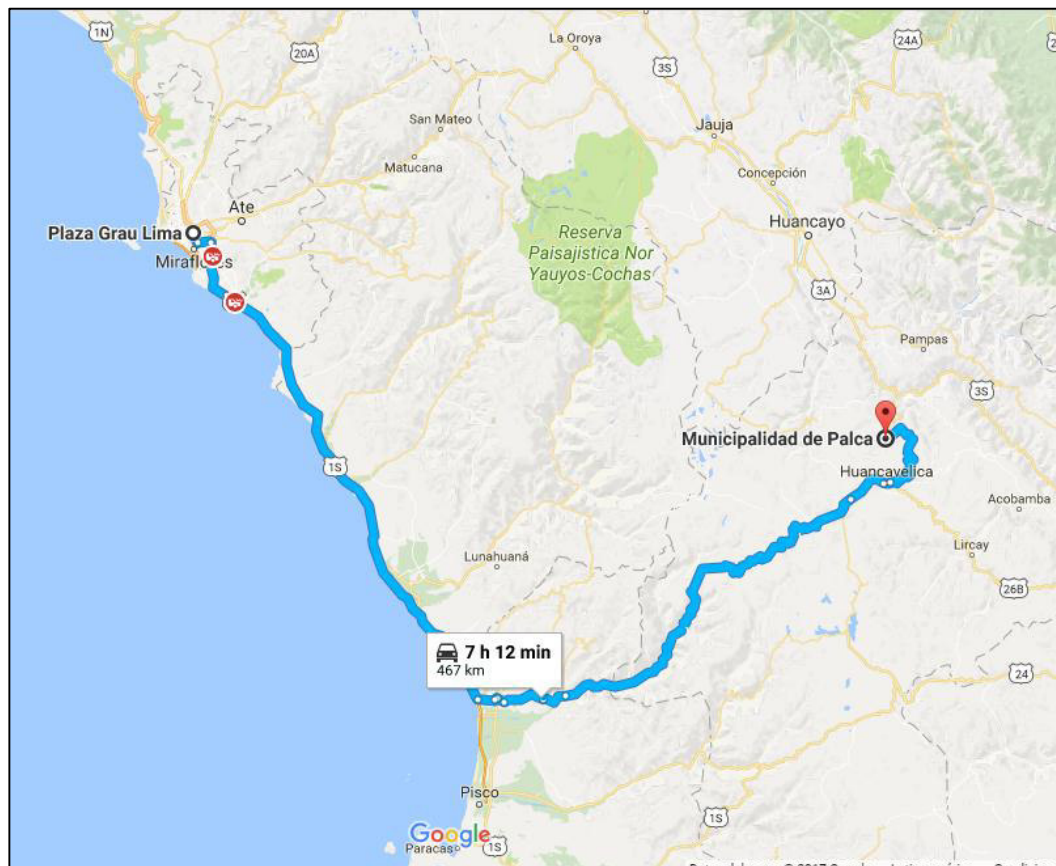 1N
La Oroya
24A
20A
3S
San Mateo
Jauja
Matucana
Concepción
Ate
Plaza Grau Lima
Huancayo
Miraflores
Reserva
Paisajística Nor
Yauyos-Cochas
3A
Pampas
3S
Municipalidad de Palca
1S
Huancavelica
Acobamba
Lunahuaná
Lircay
26B
7 h 12 min
467 km
24
Pisco
1S
Google
Paracas
1S